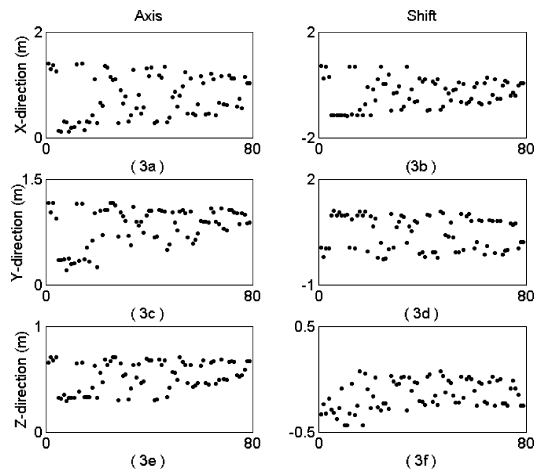 Axis Shift
2 2
X-direction (m)
0 -2
0 80 0 80
( 3a ) (3b )
1.5 2
Y-direction (m)
0 -1
0 80 0 80
( 3c ) ( 3d )
1 0.5
Z-direction (m)
0 -0.5
0 80 0 80
( 3e ) ( 3f )